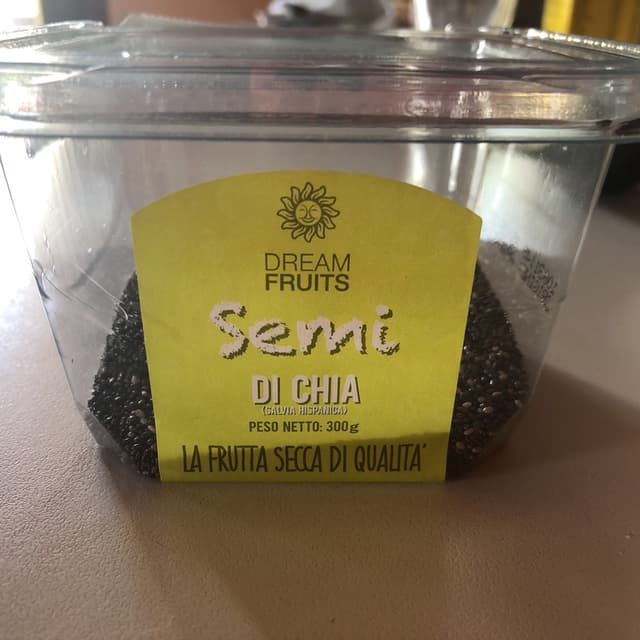 DREAM
FRUITS
Semi
DI CHIA
(SALVIA HISPANICA)
PESO NETTO: 300g
LA FRUTTA SECCA DI QUALITA'